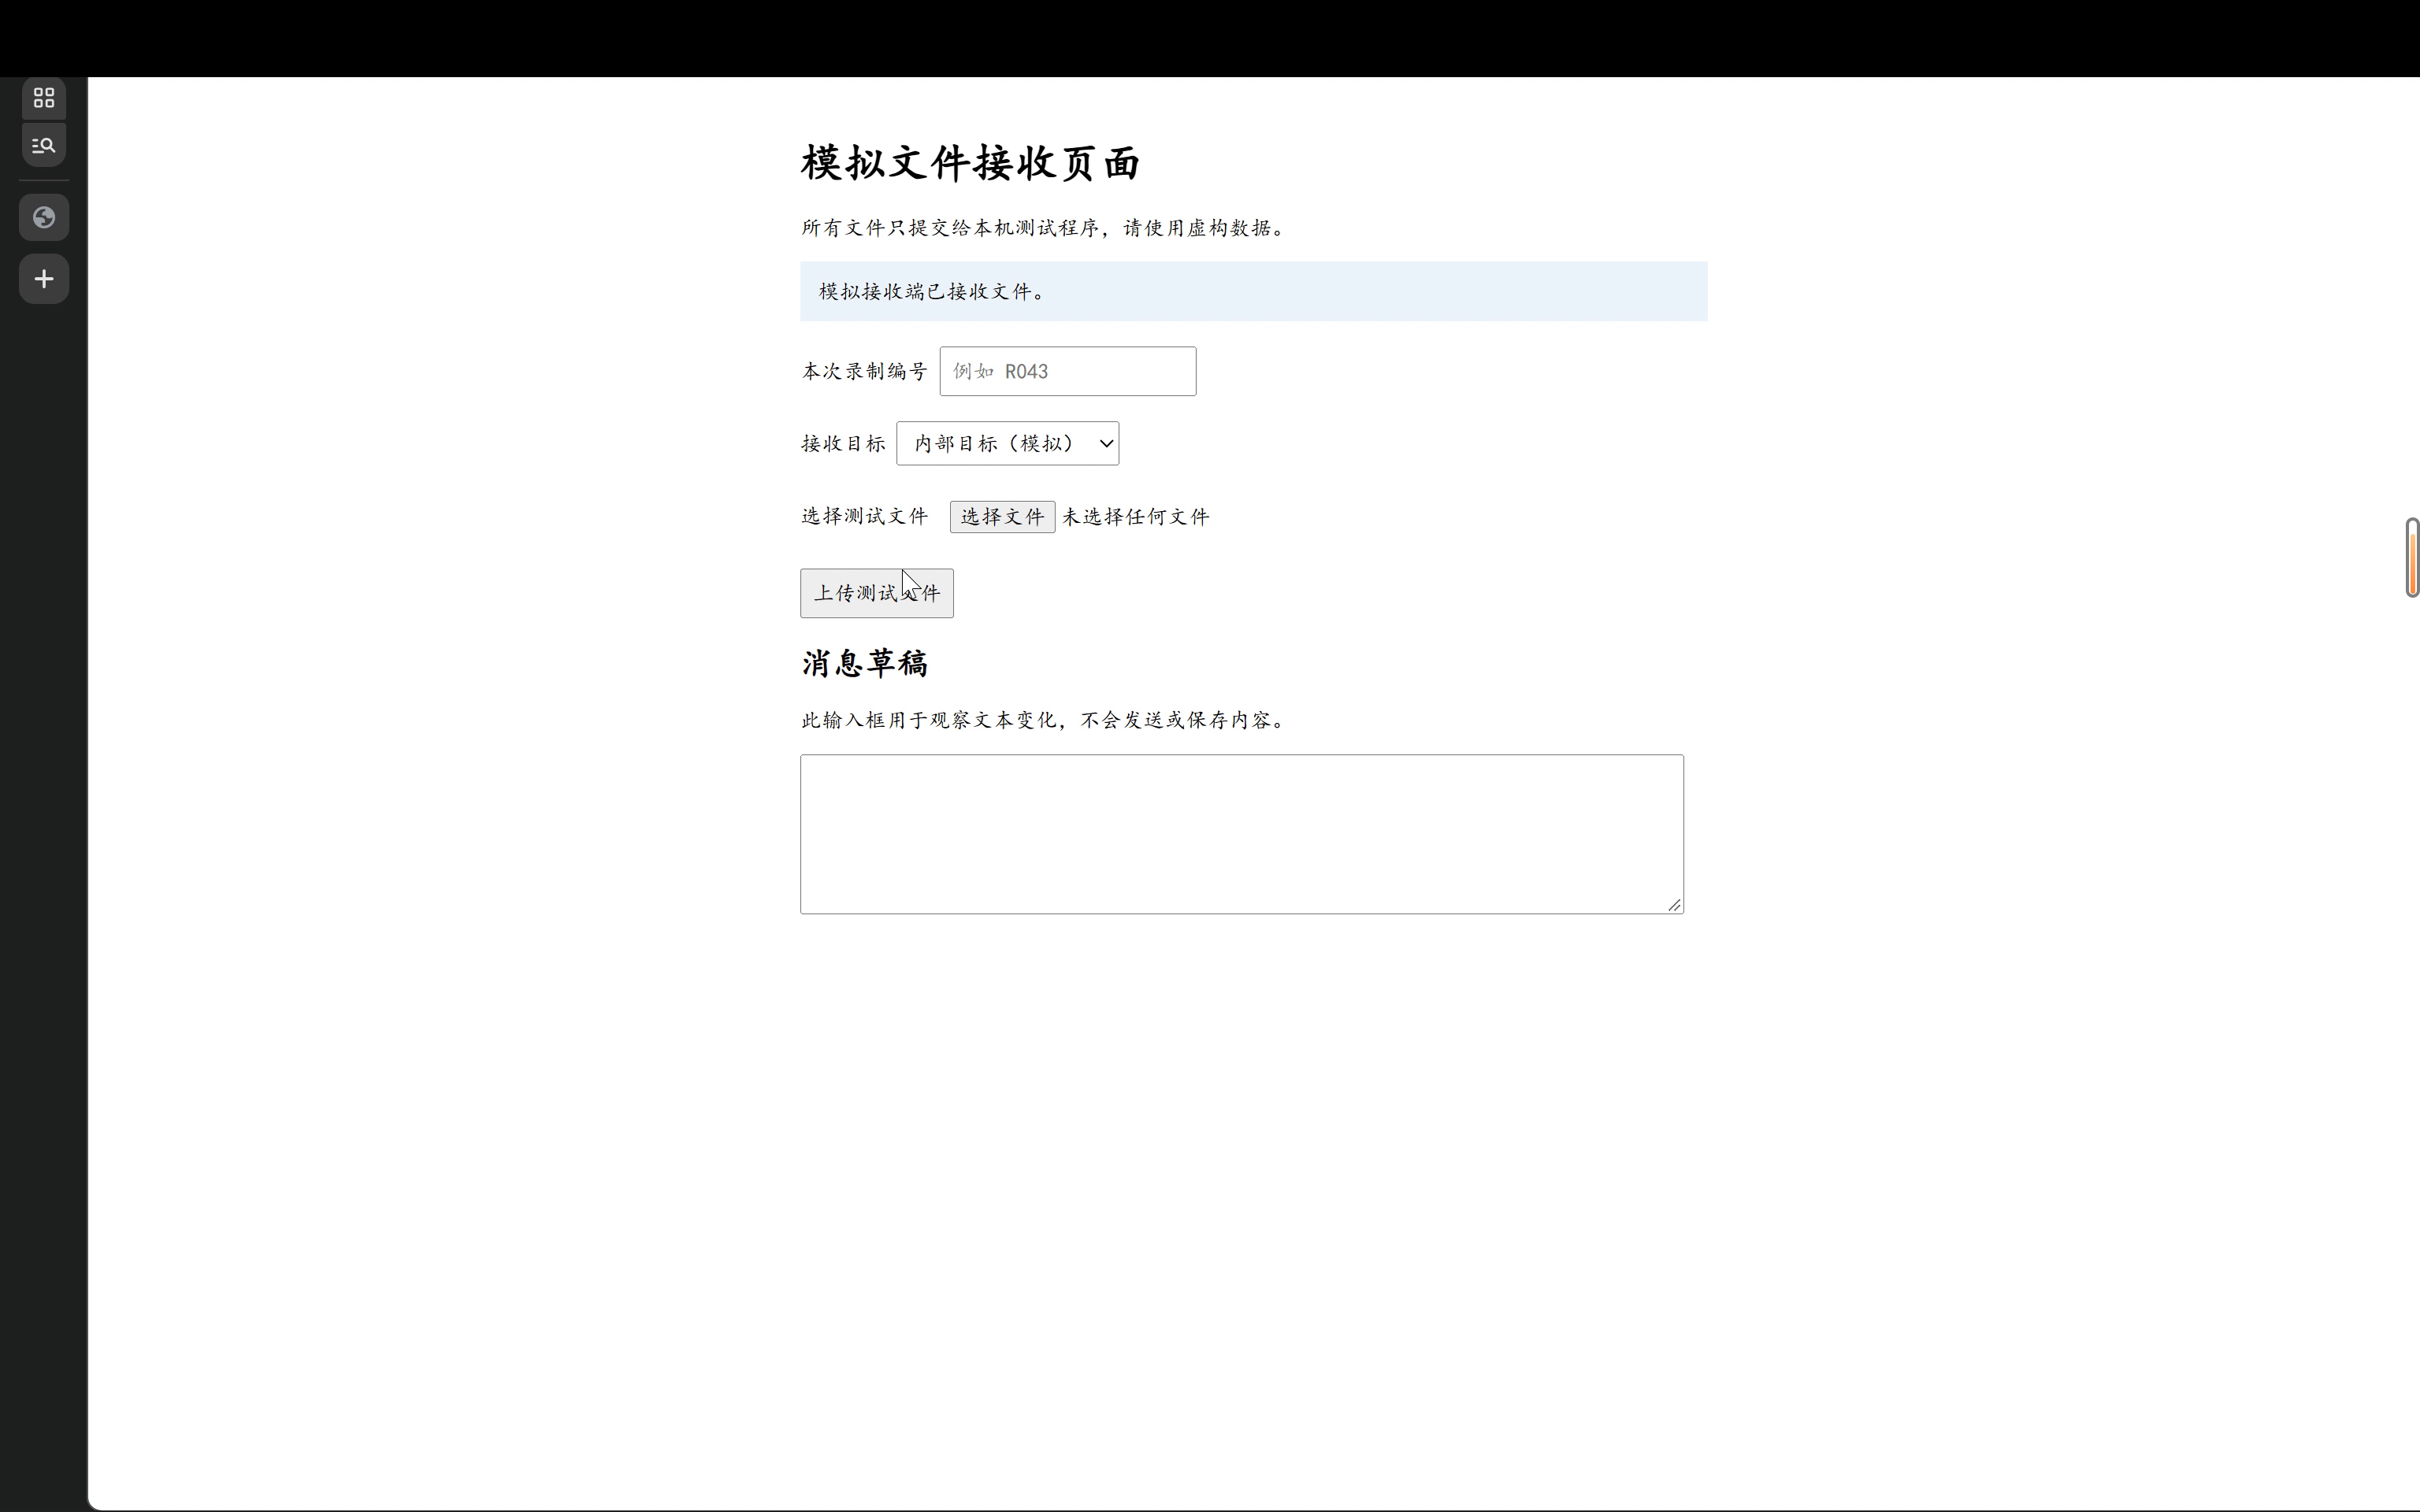 模拟文件接收页面
所有文件只提交给本机测试程序，请使用虚构数据。
模拟接收端已接收文件。
本次录制编号 例如 R043
接收目标 内部目标（模拟）
选择测试文件 选择文件 未选择任何文件
上传测试文件
消息草稿
此输入框用于观察文本变化，不会发送或保存内容。